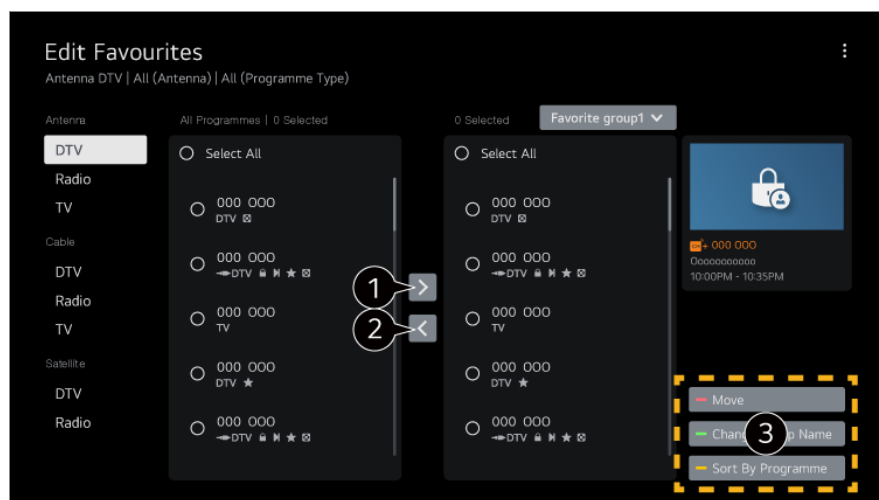 Edit Favourites
Antenna DTV | All (Antenna) | All (Programme Type)
Antenna
DTV
Radio
TV
Cable
DTV
Radio
TV
Satellite
DTV
Radio
All Programmes | 0 Selected
Select All
000 000
DTV
000 000
DTV
000 000
TV
000 000
DTV
000 000
DTV
1
2
0 Selected
Favorite group1
Select All
000 000
DTV
000 000
DTV
000 000
TV
000 000
DTV
000 000
DTV
CH+ 000 000
Oooooooooo
10:00PM - 10:35PM
Move
3
Name
Sort By Programme